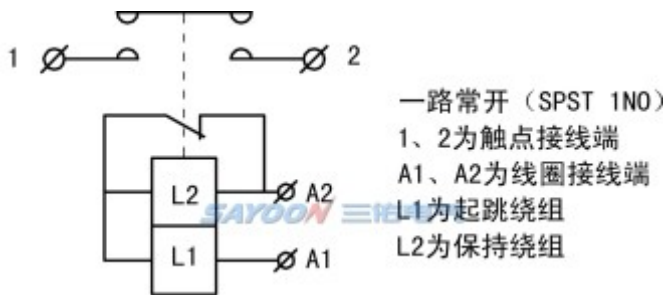 1
2
一路常开（SPST 1NO）
1、2为触点接线端
A1、A2为线圈接线端
L1为起跳绕组
L2为保持绕组
L2
A2
SAYOON 三
L1
A1